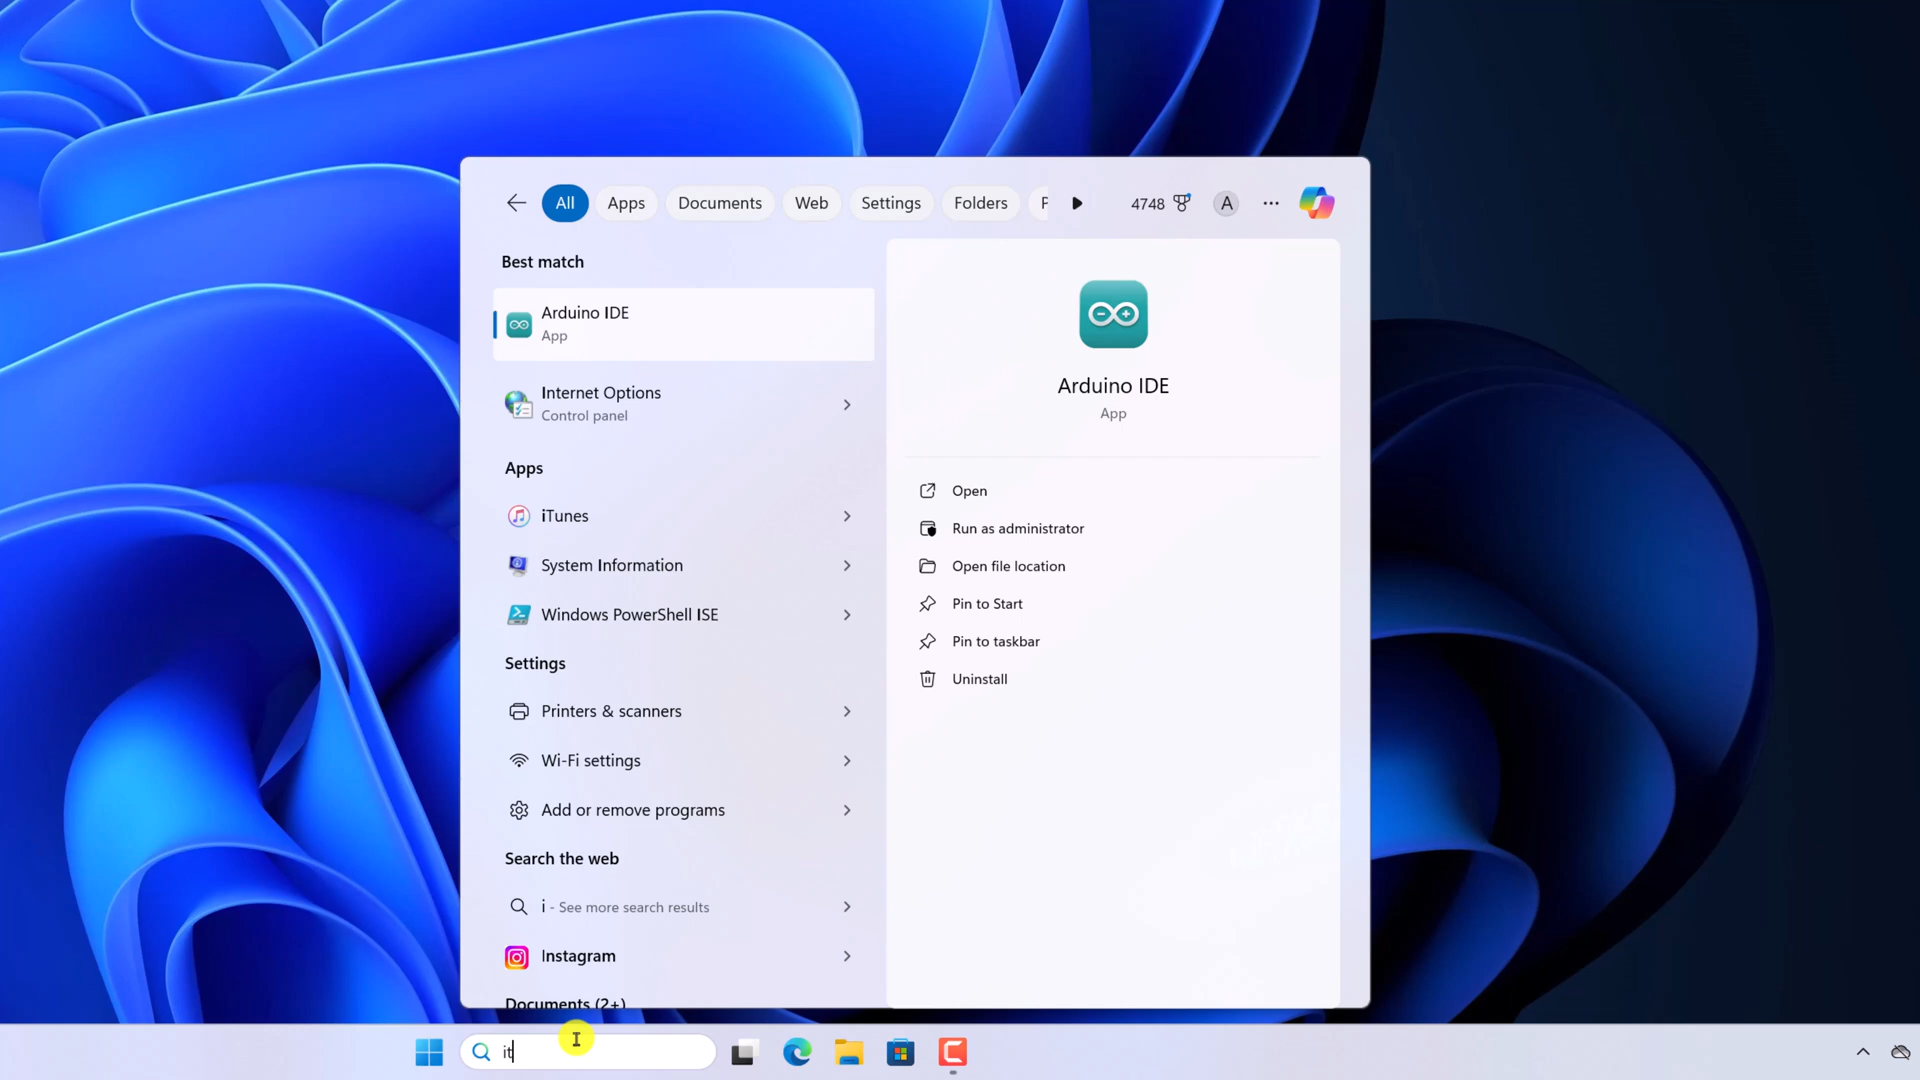 All
Apps
Documents
Web
Settings
Folders
4748
A
Best match
Arduino IDE
App
Internet Options
Control panel
Apps
iTunes
System Information
Windows PowerShell ISE
Settings
Printers & scanners
Wi-Fi settings
Add or remove programs
Search the web
i - See more search results
Instagram
Documents (2+)
Arduino IDE
App
Open
Run as administrator
Open file location
Pin to Start
Pin to taskbar
Uninstall
it